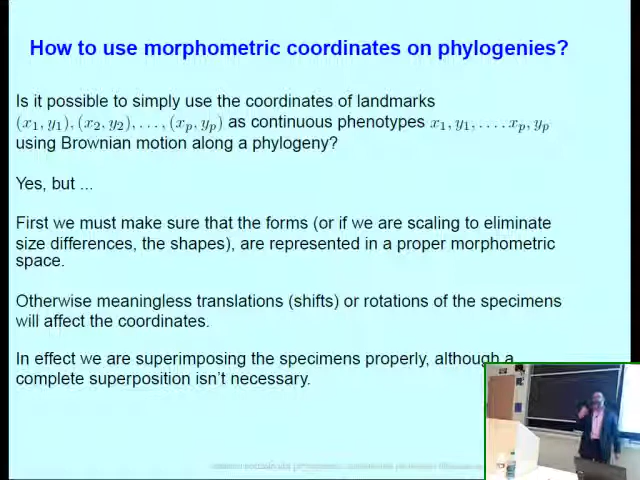 How to use morphometric coordinates on phylogenies?
Is it possible to simply use the coordinates of landmarks
(x₁, y₁), (x₂, y₂), . . . , (xₚ, yₚ) as continuous phenotypes x₁, y₁, . . . . xₚ, yₚ
using Brownian motion along a phylogeny?
Yes, but ...
First we must make sure that the forms (or if we are scaling to eliminate
size differences, the shapes), are represented in a proper morphometric
space.
Otherwise meaningless translations (shifts) or rotations of the specimens
will affect the coordinates.
In effect we are superimposing the specimens properly, although a
complete superposition isn't necessary.